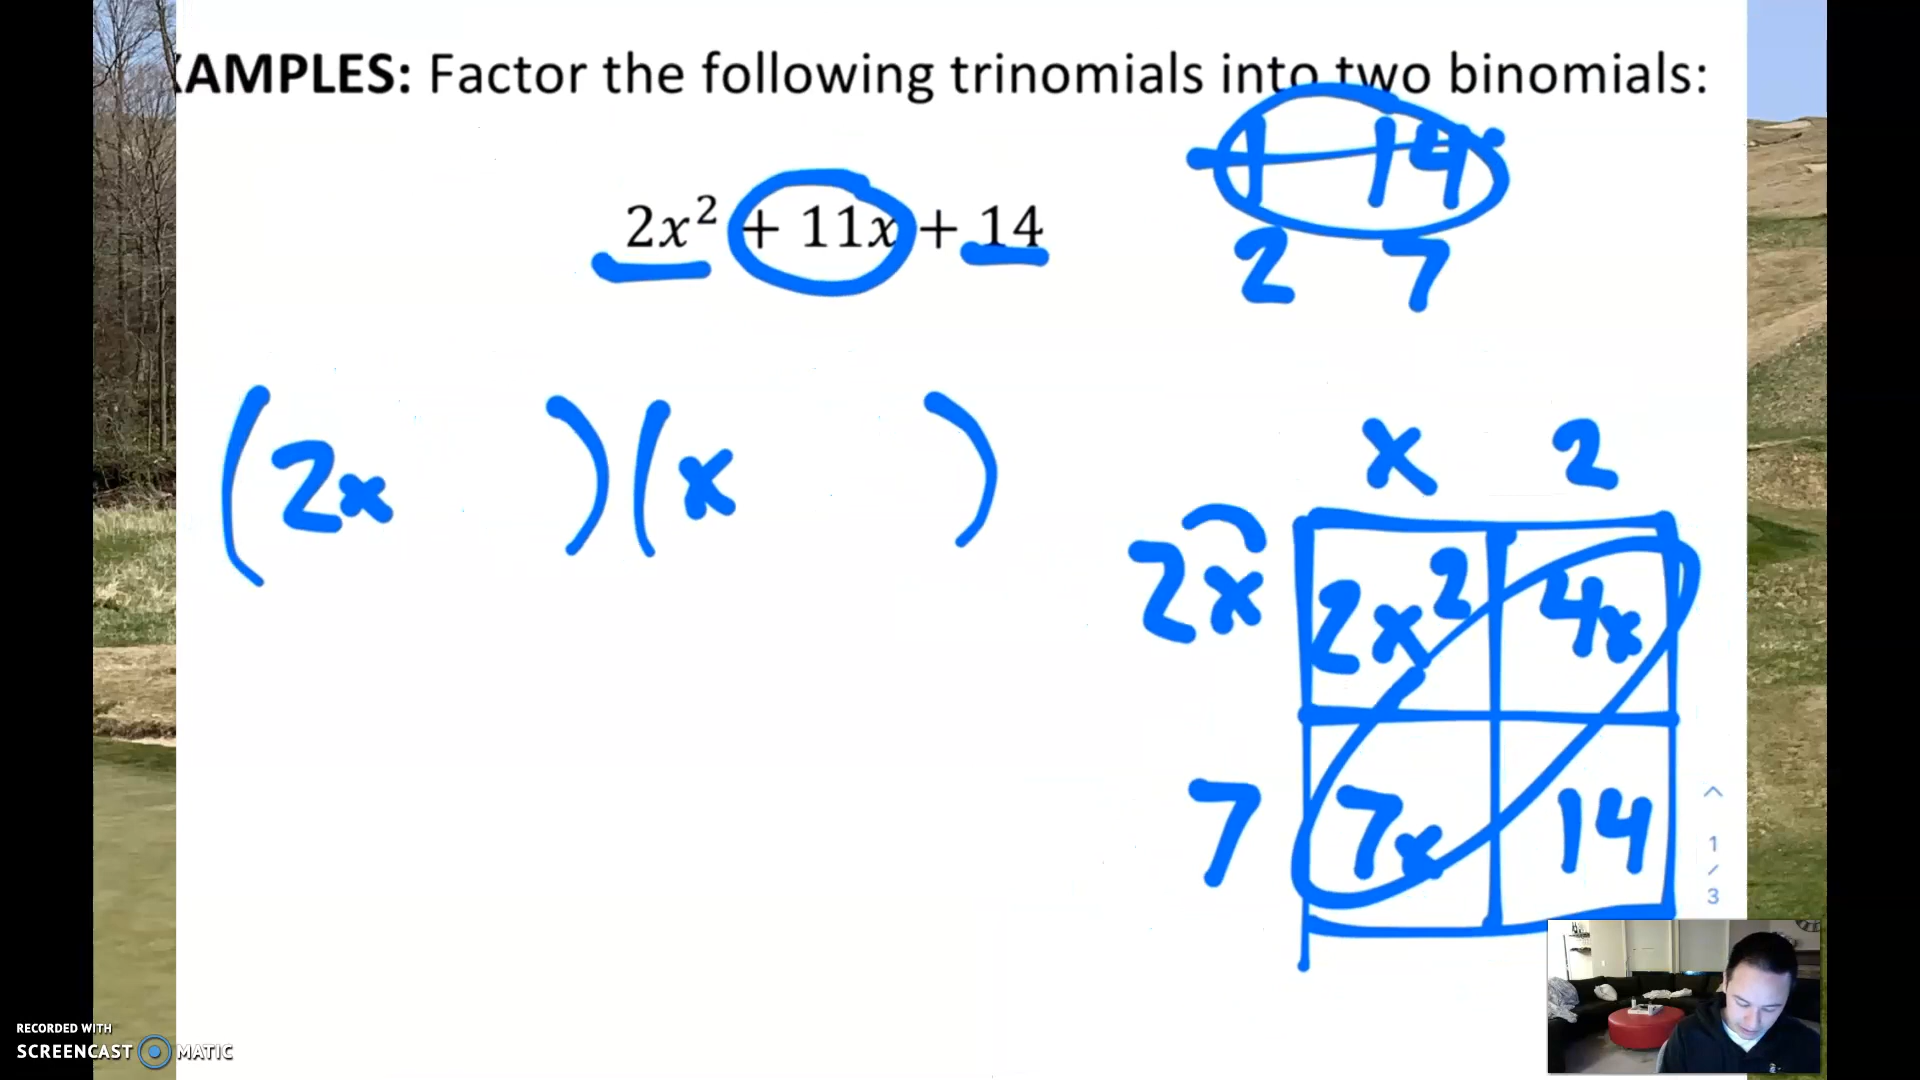 XAMPLES: Factor the following trinomials into two binomials:
1 14
2x² + 11x + 14
2 7
(2x )(x )
x 2
2x 2x² 4x
7 7x 14
1
/
3
RECORDED WITH
SCREENCAST MATIC